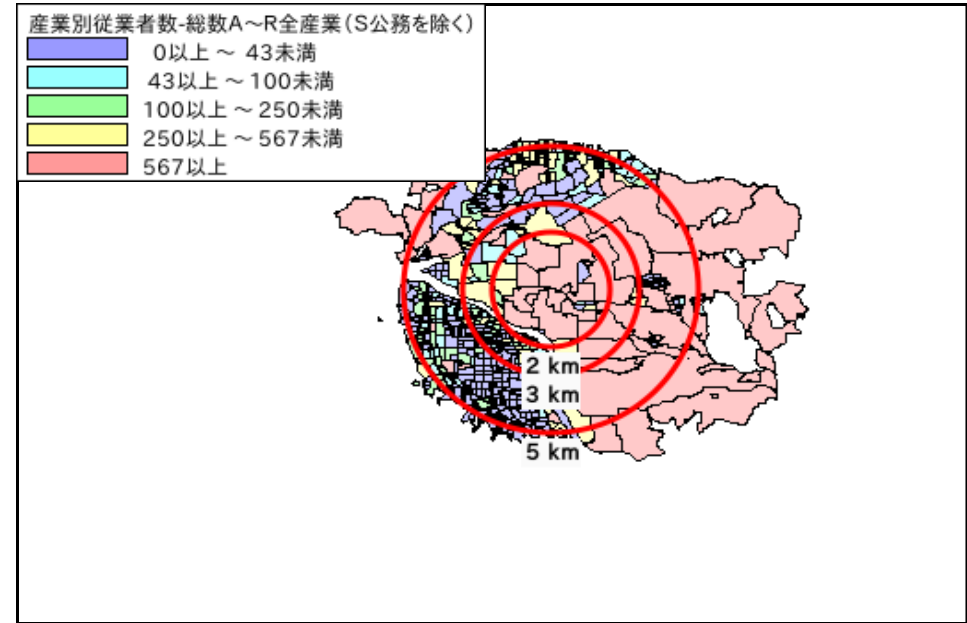 産業別従業者数-総数A～R全産業(S公務を除く)
0以上 ～ 43未満
43以上 ～ 100未満
100以上 ～ 250未満
250以上 ～ 567未満
567以上
2 km
3 km
5 km